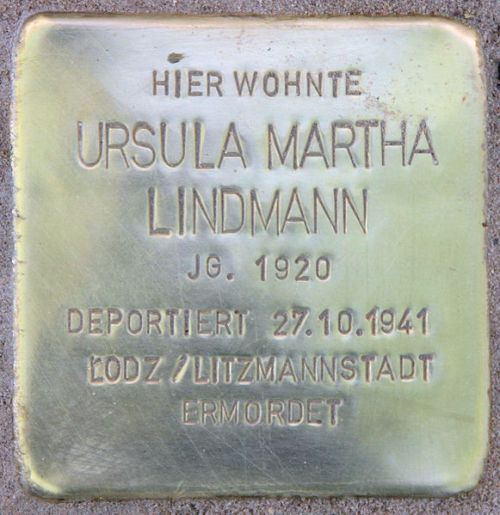 HIER WOHNTE
URSULA MARTHA
LINDMANN
JG. 1920
DEPORTIERT 27.10.1941
ŁODZ / LITZMANNSTADT
ERMORDET